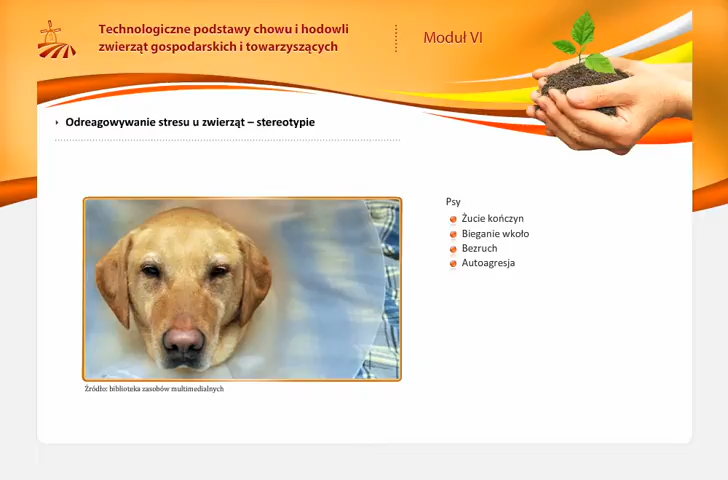 Technologiczne podstawy chowu i hodowli
zwierząt gospodarskich i towarzyszących
Moduł VI
Odreagowywanie stresu u zwierząt – stereotypie
Psy
Żucie kończyn
Bieganie wkoło
Bezruch
Autoagresja
Źródło: biblioteka zasobów multimedialnych